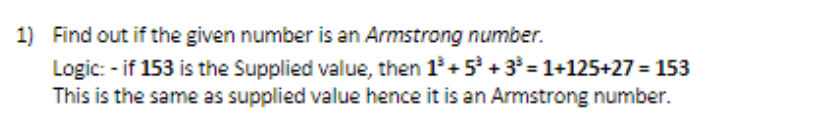 1) Find out if the given number is an Armstrong number.
Logic: - if 153 is the Supplied value, then 1³ + 5³ + 3³ = 1+125+27 = 153
This is the same as supplied value hence it is an Armstrong number.